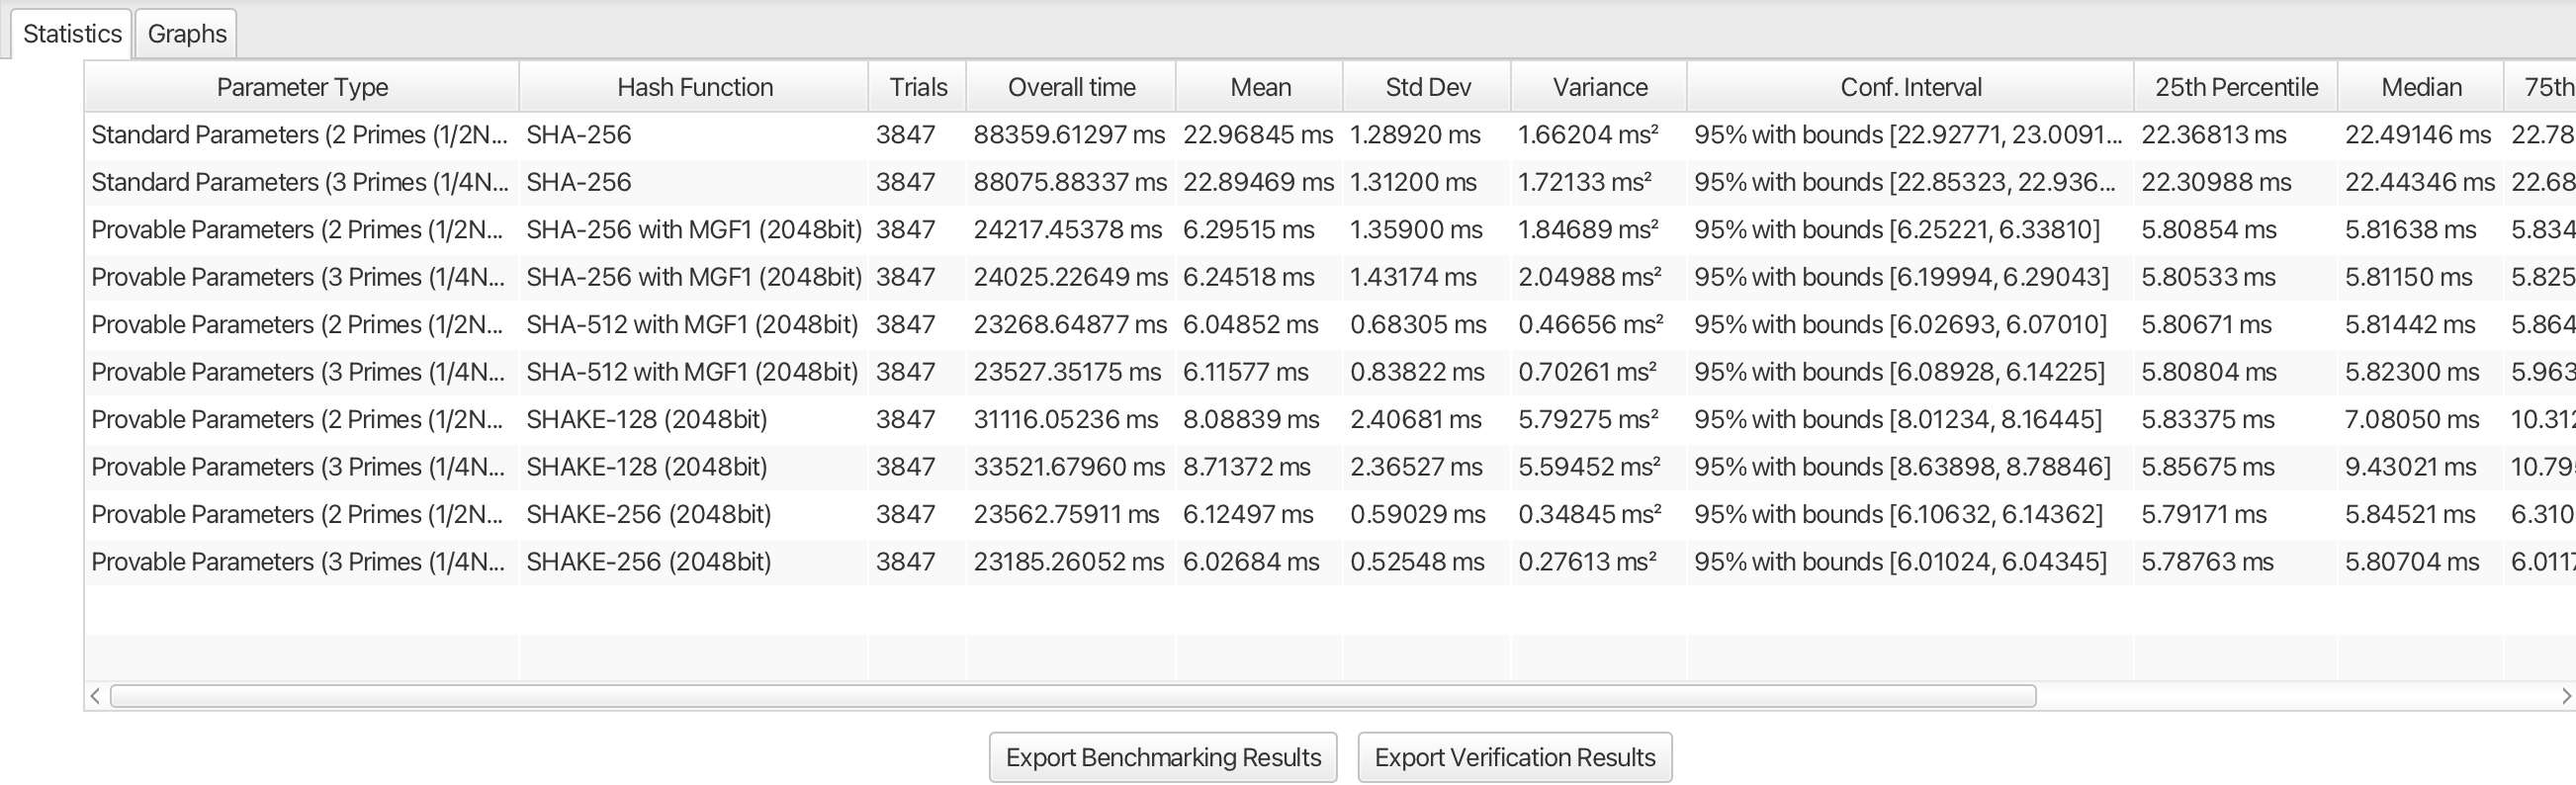 Statistics Graphs
Parameter Type Hash Function Trials Overall time Mean Std Dev Variance Conf. Interval 25th Percentile Median 75th
Standard Parameters (2 Primes (1/2N... SHA-256 3847 88359.61297 ms 22.96845 ms 1.28920 ms 1.66204 ms² 95% with bounds [22.92771, 23.0091... 22.36813 ms 22.49146 ms 22.78
Standard Parameters (3 Primes (1/4N... SHA-256 3847 88075.88337 ms 22.89469 ms 1.31200 ms 1.72133 ms² 95% with bounds [22.85323, 22.936... 22.30988 ms 22.44346 ms 22.68
Provable Parameters (2 Primes (1/2N... SHA-256 with MGF1 (2048bit) 3847 24217.45378 ms 6.29515 ms 1.35900 ms 1.84689 ms² 95% with bounds [6.25221, 6.33810] 5.80854 ms 5.81638 ms 5.834
Provable Parameters (3 Primes (1/4N... SHA-256 with MGF1 (2048bit) 3847 24025.22649 ms 6.24518 ms 1.43174 ms 2.04988 ms² 95% with bounds [6.19994, 6.29043] 5.80533 ms 5.81150 ms 5.825
Provable Parameters (2 Primes (1/2N... SHA-512 with MGF1 (2048bit) 3847 23268.64877 ms 6.04852 ms 0.68305 ms 0.46656 ms² 95% with bounds [6.02693, 6.07010] 5.80671 ms 5.81442 ms 5.864
Provable Parameters (3 Primes (1/4N... SHA-512 with MGF1 (2048bit) 3847 23527.35175 ms 6.11577 ms 0.83822 ms 0.70261 ms² 95% with bounds [6.08928, 6.14225] 5.80804 ms 5.82300 ms 5.963
Provable Parameters (2 Primes (1/2N... SHAKE-128 (2048bit) 3847 31116.05236 ms 8.08839 ms 2.40681 ms 5.79275 ms² 95% with bounds [8.01234, 8.16445] 5.83375 ms 7.08050 ms 10.312
Provable Parameters (3 Primes (1/4N... SHAKE-128 (2048bit) 3847 33521.67960 ms 8.71372 ms 2.36527 ms 5.59452 ms² 95% with bounds [8.63898, 8.78846] 5.85675 ms 9.43021 ms 10.795
Provable Parameters (2 Primes (1/2N... SHAKE-256 (2048bit) 3847 23562.75911 ms 6.12497 ms 0.59029 ms 0.34845 ms² 95% with bounds [6.10632, 6.14362] 5.79171 ms 5.84521 ms 6.310
Provable Parameters (3 Primes (1/4N... SHAKE-256 (2048bit) 3847 23185.26052 ms 6.02684 ms 0.52548 ms 0.27613 ms² 95% with bounds [6.01024, 6.04345] 5.78763 ms 5.80704 ms 6.0117
Export Benchmarking Results Export Verification Results